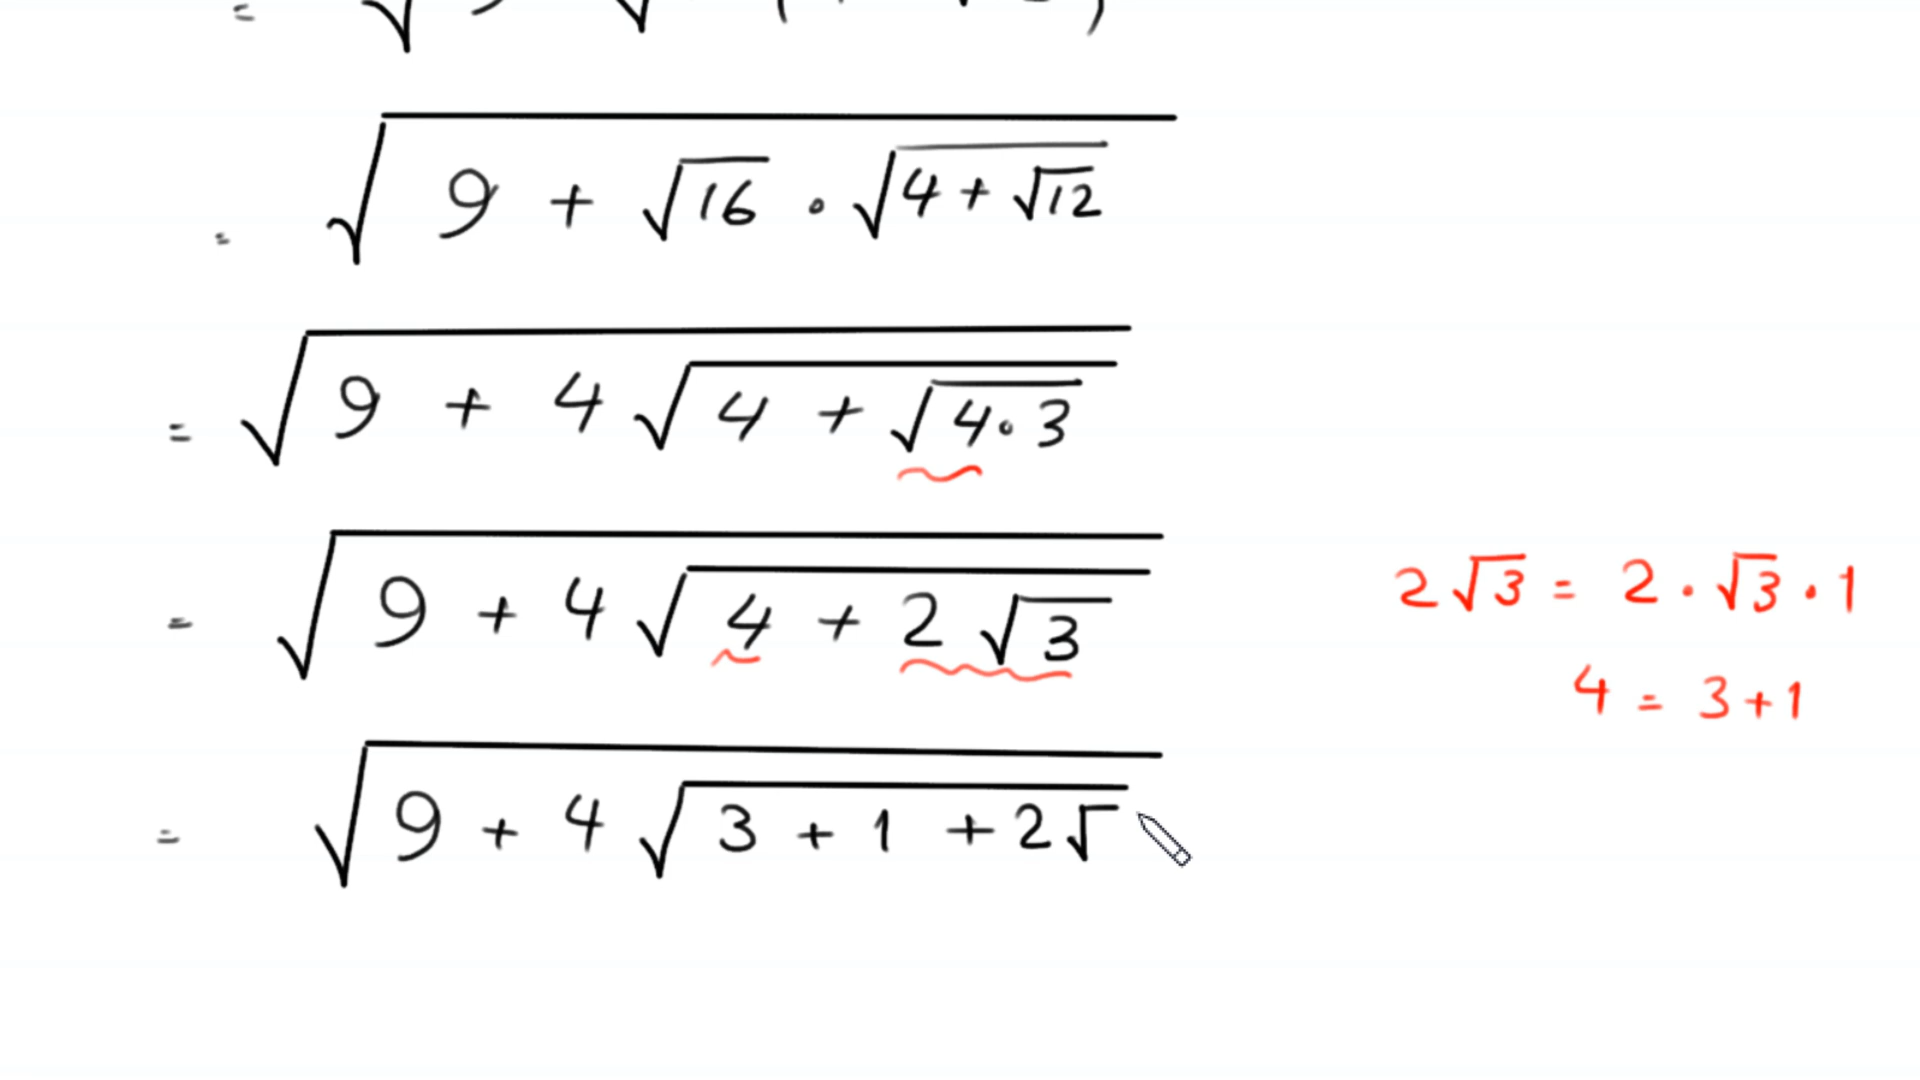 =
= √(9 + √16 · √(4 + √12))
= √(9 + 4√(4 + √(4·3)))
= √(9 + 4√(4 + 2√3))
2√3 = 2·√3·1
4 = 3+1
= √(9 + 4√(3 + 1 + 2√